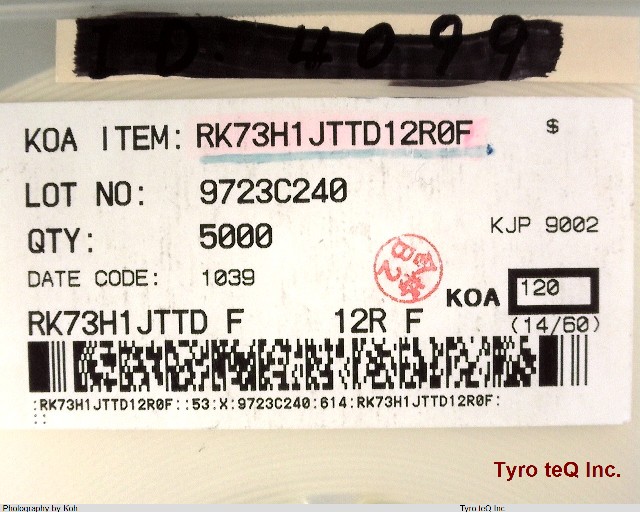 ID. 4099
KOA ITEM: RK73H1JTTD12R0F $
LOT NO: 9723C240
QTY: 5000 KJP 9002
DATE CODE: 1039
KOA 120
RK73H1JTTD F 12R F (14/60)
:RK73H1JTTD12R0F::53:X:9723C240:614:RK73H1JTTD12R0F:
::
Tyro teQ Inc.
Photography by Koh Tyro teQ Inc